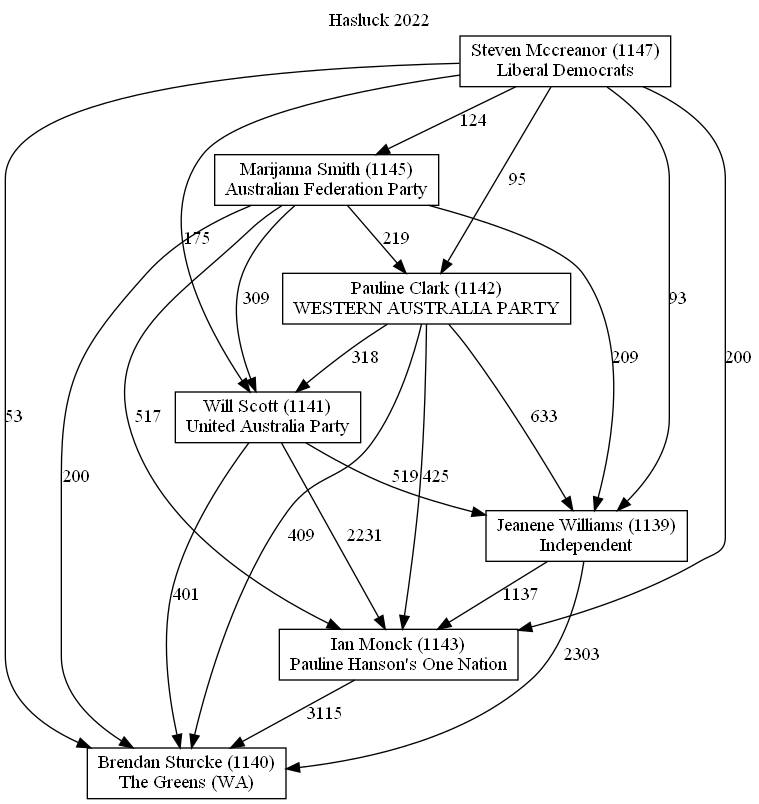 Hasluck 2022
Steven Mccreanor (1147)
Liberal Democrats
124
Marijanna Smith (1145)
Australian Federation Party
95
175
219
309
Pauline Clark (1142)
WESTERN AUSTRALIA PARTY
93
318
209
200
Will Scott (1141)
United Australia Party
53
517
633
200
519
425
Jeanene Williams (1139)
Independent
409
2231
401
1137
Ian Monck (1143)
Pauline Hanson's One Nation
2303
3115
Brendan Sturcke (1140)
The Greens (WA)